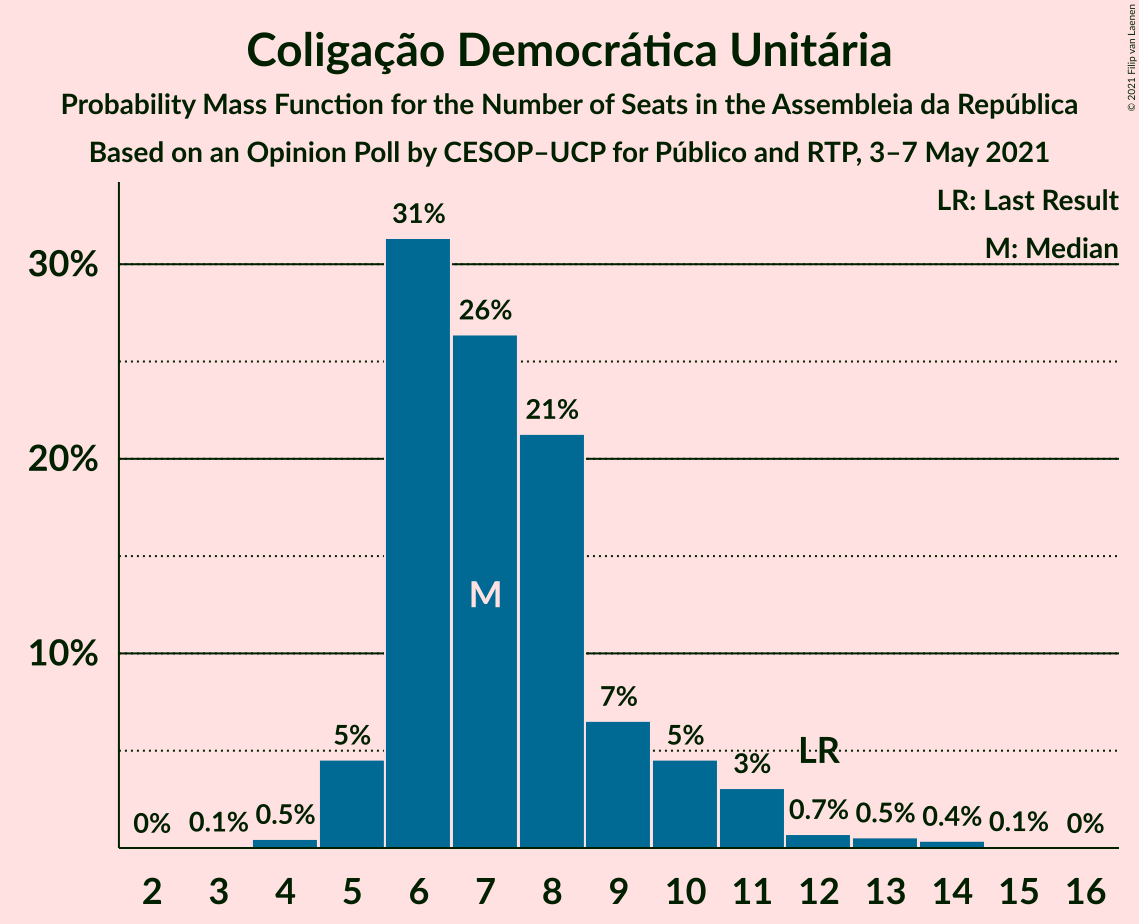 Coligação Democrática Unitária
Probability Mass Function for the Number of Seats in the Assembleia da República
Based on an Opinion Poll by CESOP–UCP for Público and RTP, 3–7 May 2021
© 2021 Filip van Laenen
LR: Last Result
M: Median
30%
20%
10%
0%
0.1%
0.5%
5%
31%
26%
21%
7%
5%
3%
0.7%
0.5%
0.4%
0.1%
0%
M
LR
2 3 4 5 6 7 8 9 10 11 12 13 14 15 16